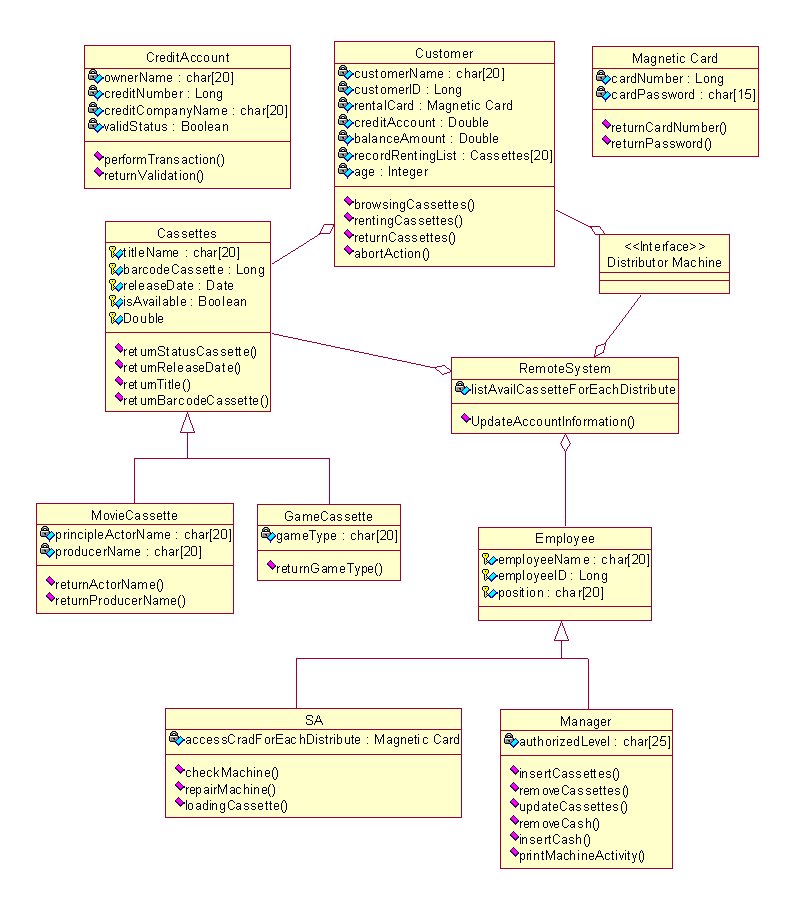 CreditAccount
ownerName : char[20]
creditNumber : Long
creditCompanyName : char[20]
validStatus : Boolean
performTransaction()
returnValidation()
Customer
customerName : char[20]
customerID : Long
rentalCard : Magnetic Card
creditAccount : Double
balanceAmount : Double
recordRentingList : Cassettes[20]
age : Integer
browsingCassettes()
rentingCassettes()
returnCassettes()
abortAction()
Magnetic Card
cardNumber : Long
cardPassword : char[15]
returnCardNumber()
returnPassword()
Cassettes
titleName : char[20]
barcodeCassette : Long
releaseDate : Date
isAvailable : Boolean
Double
returnStatusCassette()
returnReleaseDate()
returnTitle()
returnBarcodeCassette()
<<Interface>>
Distributor Machine
RemoteSystem
listAvailCassetteForEachDistribute
UpdateAccountInformation()
MovieCassette
principleActorName : char[20]
producerName : char[20]
returnActorName()
returnProducerName()
GameCassette
gameType : char[20]
returnGameType()
Employee
employeeName : char[20]
employeeID : Long
position : char[20]
SA
accessCradForEachDistribute : Magnetic Card
checkMachine()
repairMachine()
loadingCassette()
Manager
authorizedLevel : char[25]
insertCassettes()
removeCassettes()
updateCassettes()
removeCash()
insertCash()
printMachineActivity()